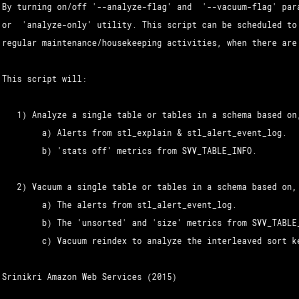 By turning on/off '--analyze-flag' and '--vacuum-flag' para
or 'analyze-only' utility. This script can be scheduled to
regular maintenance/housekeeping activities, when there are
This script will:
1) Analyze a single table or tables in a schema based on,
a) Alerts from stl_explain & stl_alert_event_log.
b) 'stats off' metrics from SVV_TABLE_INFO.
2) Vacuum a single table or tables in a schema based on,
a) The alerts from stl_alert_event_log.
b) The 'unsorted' and 'size' metrics from SVV_TABLE_
c) Vacuum reindex to analyze the interleaved sort ke
Srinikri Amazon Web Services (2015)